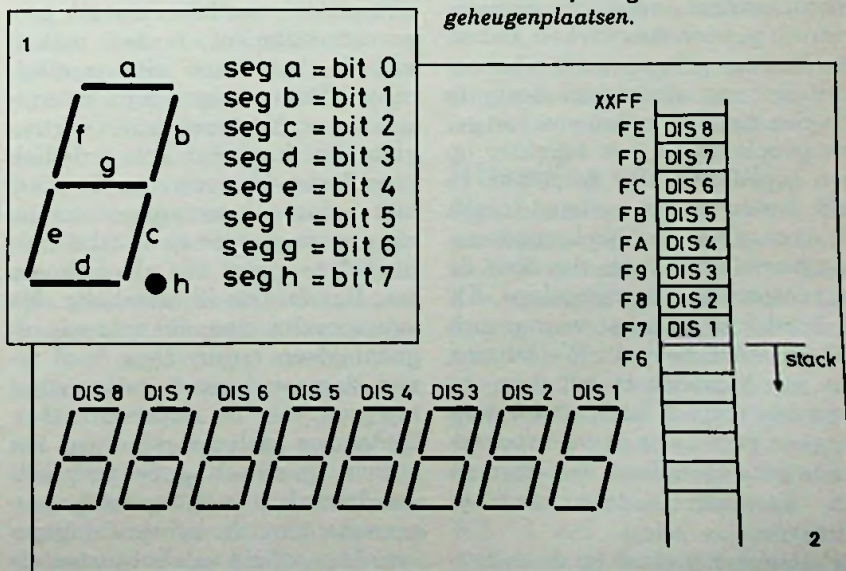 geheugenplaatsen.
1
a
f
b
g
e
c
d
h
seg a = bit 0
seg b = bit 1
seg c = bit 2
seg d = bit 3
seg e = bit 4
seg f = bit 5
seg g = bit 6
seg h = bit 7
XXFF
FE DIS 8
FD DIS 7
FC DIS 6
FB DIS 5
FA DIS 4
F9 DIS 3
F8 DIS 2
F7 DIS 1
F6
stack
DIS 8 DIS 7 DIS 6 DIS 5 DIS 4 DIS 3 DIS 2 DIS 1
2